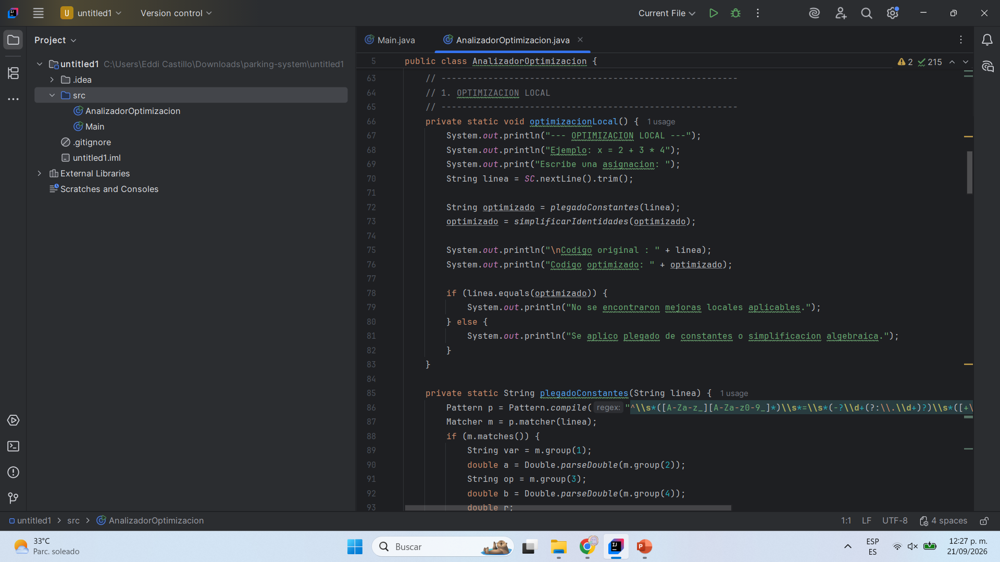 U untitled1 Version control Current File
Project
untitled1 C:\Users\Eddi Castillo\Downloads\parking-system\untitled1
.idea
src
AnalizadorOptimizacion
Main
.gitignore
untitled1.iml
External Libraries
Scratches and Consoles
Main.java AnalizadorOptimizacion.java
5 public class AnalizadorOptimizacion { 2 215
63 // ---------------------------------------------------------
64 // 1. OPTIMIZACION LOCAL
65 // ---------------------------------------------------------
66 private static void optimizacionLocal() { 1 usage
67 System.out.println("--- OPTIMIZACION LOCAL ---");
68 System.out.println("Ejemplo: x = 2 + 3 * 4");
69 System.out.print("Escribe una asignacion: ");
70 String linea = SC.nextLine().trim();
71
72 String optimizado = plegadoConstantes(linea);
73 optimizado = simplificarIdentidades(optimizado);
74
75 System.out.println("\nCodigo original : " + linea);
76 System.out.println("Codigo optimizado: " + optimizado);
77
78 if (linea.equals(optimizado)) {
79 System.out.println("No se encontraron mejoras locales aplicables.");
80 } else {
81 System.out.println("Se aplico plegado de constantes o simplificacion algebraica.");
82 }
83 }
84
85 private static String plegadoConstantes(String linea) { 1 usage
86 Pattern p = Pattern.compile( regex: "^\\s*([A-Za-z_][A-Za-z0-9_]*)\\s*=\\s*(-?\\d+(?:\\.\\d+)?)\\s*([+\
87 Matcher m = p.matcher(linea);
88 if (m.matches()) {
89 String var = m.group(1);
90 double a = Double.parseDouble(m.group(2));
91 String op = m.group(3);
92 double b = Double.parseDouble(m.group(4));
93 double r;
untitled1 > src > AnalizadorOptimizacion 1:1 LF UTF-8 4 spaces
33°C
Parc. soleado
Buscar
ESP
ES
12:27 p. m.
21/09/2026